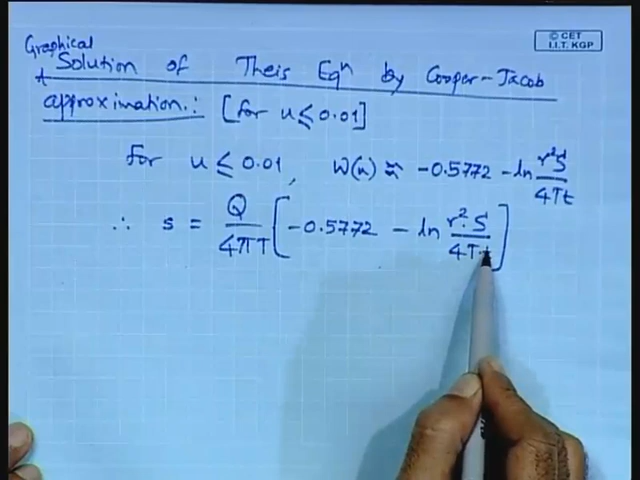 © CET
I.I.T. KGP
Graphical
Solution of Theis Eqⁿ by Cooper-Jacob
approximation.: [for u ≤ 0.01]
For u ≤ 0.01, W(u) ≈ -0.5772 - ln r²S/4Tt
∴ s = Q/4πT [-0.5772 - ln r².S/4Tt]